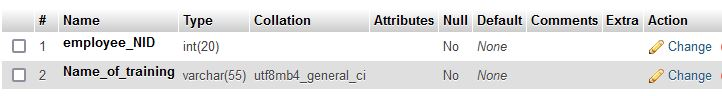 # Name Type Collation Attributes Null Default Comments Extra Action
1 employee_NID int(20) No None Change
2 Name_of_training varchar(55) utf8mb4_general_ci No None Change